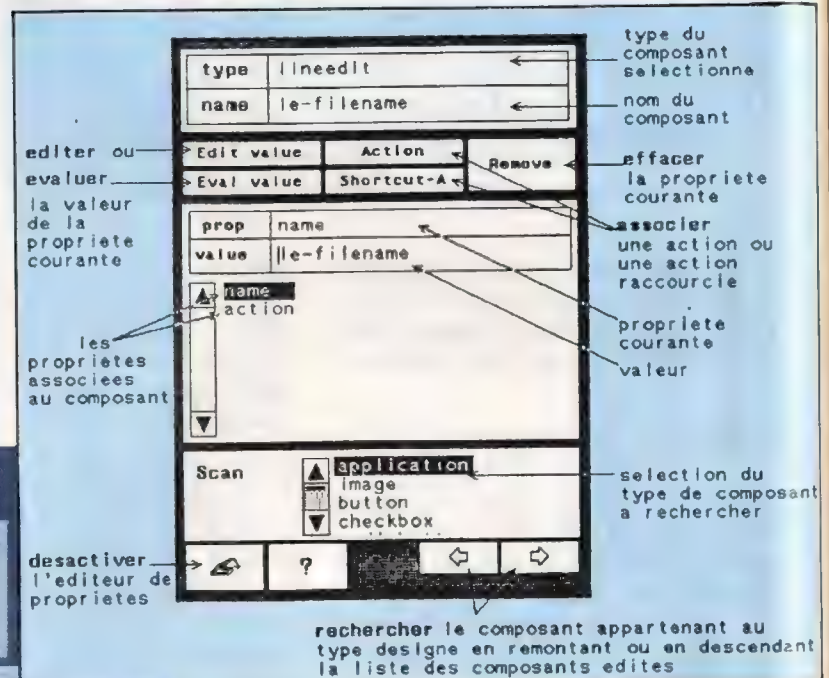 type du
composant
selectionne
nom du
composant
type lineedit
name le-filename
editer ou
evaluer
la valeur
de la
propriete
courante
Edit value Action Remove
Eval value Shortcut-A
effacer
la propriete
courante
associer
une action ou
une action
raccourcie
prop name
value le-filename
propriete
courante
valeur
name
action
les
proprietes
associees
au composant
Scan
application
image
button
checkbox
selection du
type de composant
a rechercher
desactiver
l'editeur de
proprietes
?
rechercher le composant appartenant au
type designe en remontant ou en descendant
la liste des composants edites